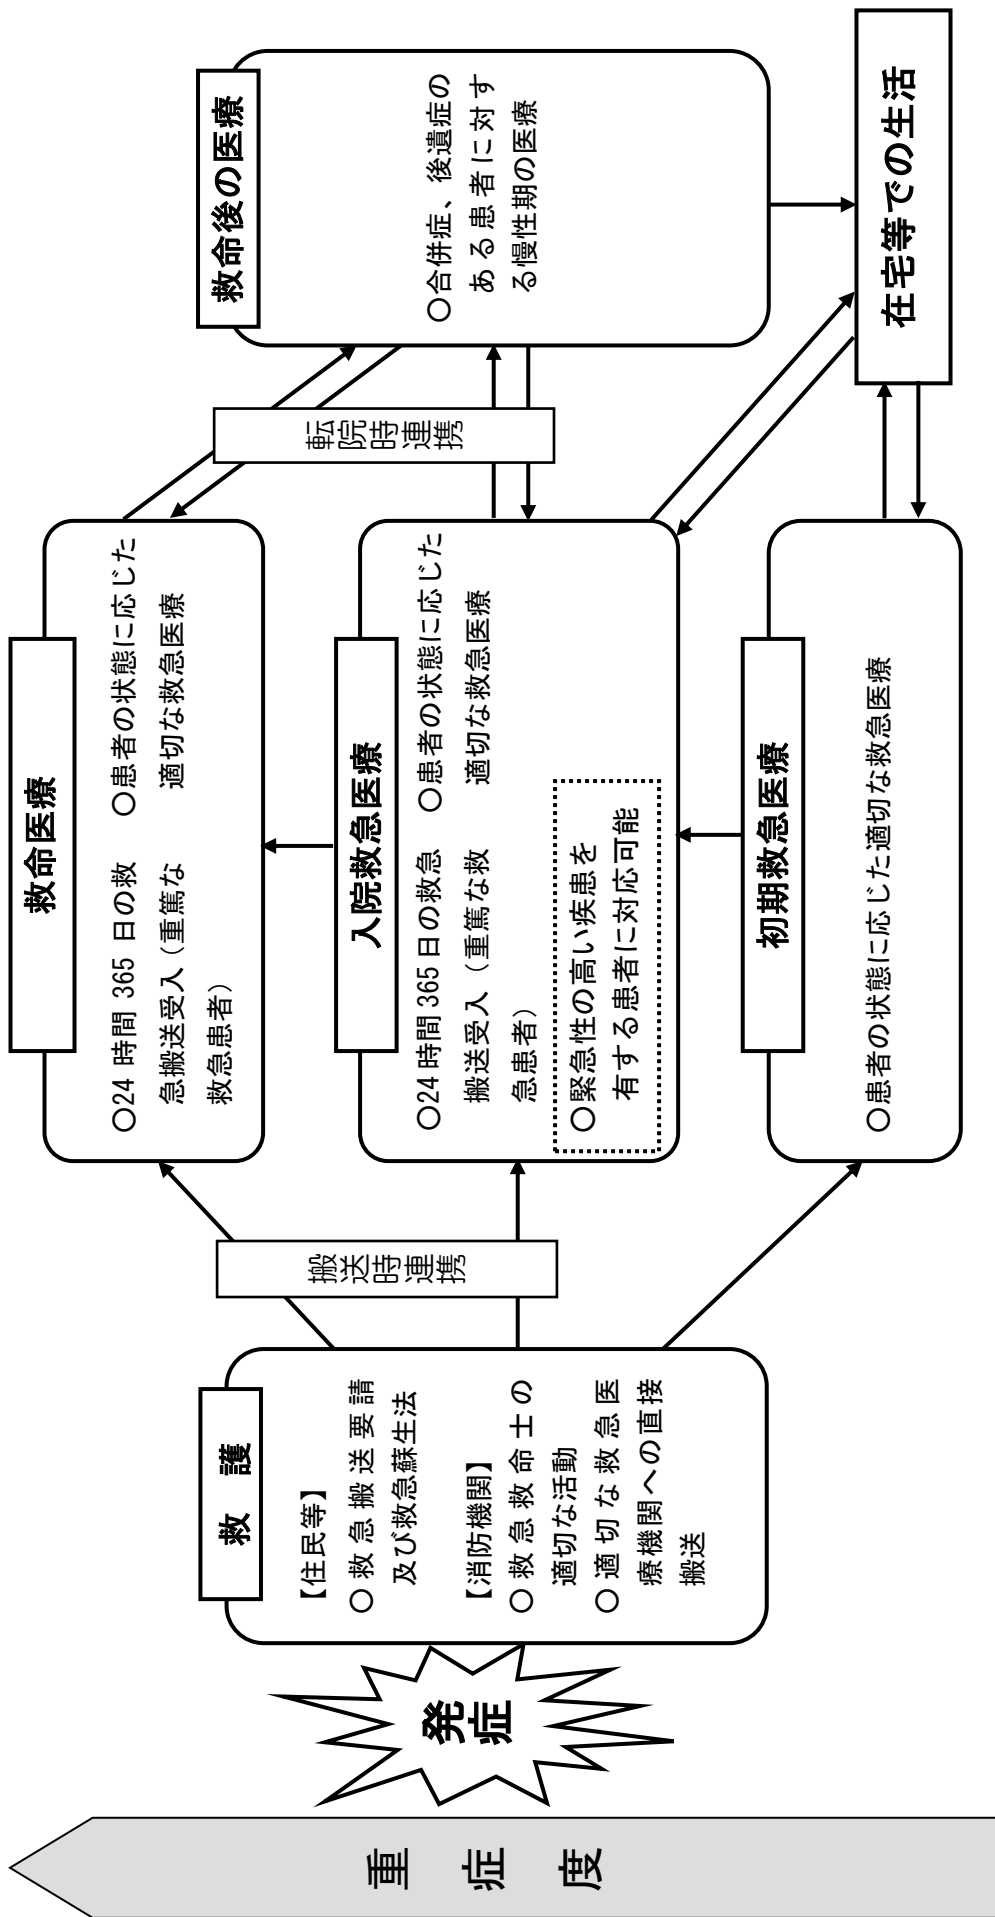 重症度
発
症
救　護
【住民等】
○救急搬送要請
及び救急蘇生法
【消防機関】
○救急救命士の
適切な活動
○適切な救急医
療機関への直接
搬送
搬送時連携
救命医療
○24 時間 365 日の救
急搬送受入（重篤な
救急患者）
○患者の状態に応じた
適切な救急医療
入院救急医療
○24 時間 365 日の救急
搬送受入（重篤な救
急患者）
○患者の状態に応じた
適切な救急医療
○緊急性の高い疾患を
有する患者に対応可能
初期救急医療
○患者の状態に応じた適切な救急医療
転院時連携
救命後の医療
○合併症、後遺症の
ある患者に対す
る慢性期の医療
在宅等での生活